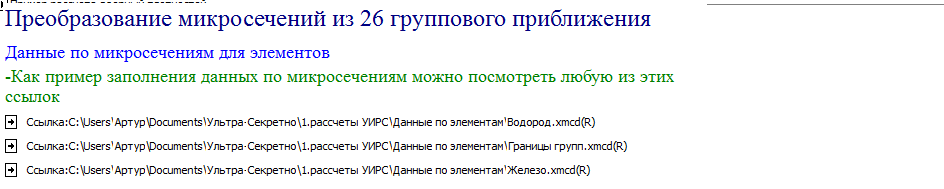 Преобразование микросечений из 26 группового приближения
Данные по микросечениям для элементов
-Как пример заполнения данных по микросечениям можно посмотреть любую из этих
ссылок
Ссылка:C:\Users\Артур\Documents\Ультра-Секретно\1.рассчеты УИРС\Данные по элементам\Водород.xmcd(R)
Ссылка:C:\Users\Артур\Documents\Ультра-Секретно\1.рассчеты УИРС\Данные по элементам\Границы групп.xmcd(R)
Ссылка:C:\Users\Артур\Documents\Ультра-Секретно\1.рассчеты УИРС\Данные по элементам\Железо.xmcd(R)